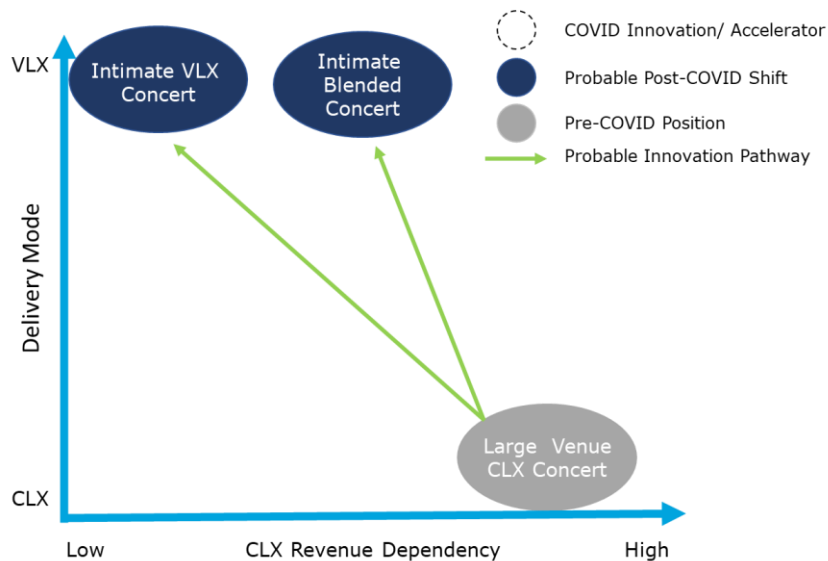 COVID Innovation/ Accelerator
Probable Post-COVID Shift
Pre-COVID Position
Probable Innovation Pathway
VLX
Intimate VLX
Concert
Intimate
Blended
Concert
Delivery Mode
Large Venue
CLX Concert
CLX
Low
CLX Revenue Dependency
High